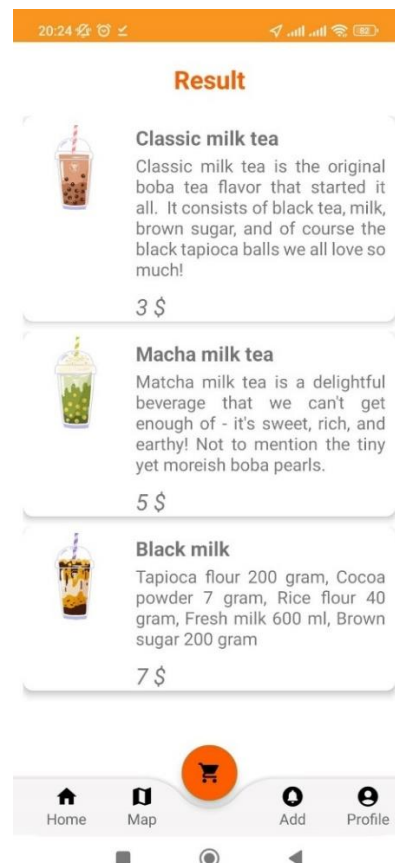 20:24
82
Result
Classic milk tea
Classic milk tea is the original
boba tea flavor that started it
all. It consists of black tea, milk,
brown sugar, and of course the
black tapioca balls we all love so
much!
3 $
Macha milk tea
Matcha milk tea is a delightful
beverage that we can't get
enough of - it's sweet, rich, and
earthy! Not to mention the tiny
yet moreish boba pearls.
5 $
Black milk
Tapioca flour 200 gram, Cocoa
powder 7 gram, Rice flour 40
gram, Fresh milk 600 ml, Brown
sugar 200 gram
7 $
Home Map Add Profile